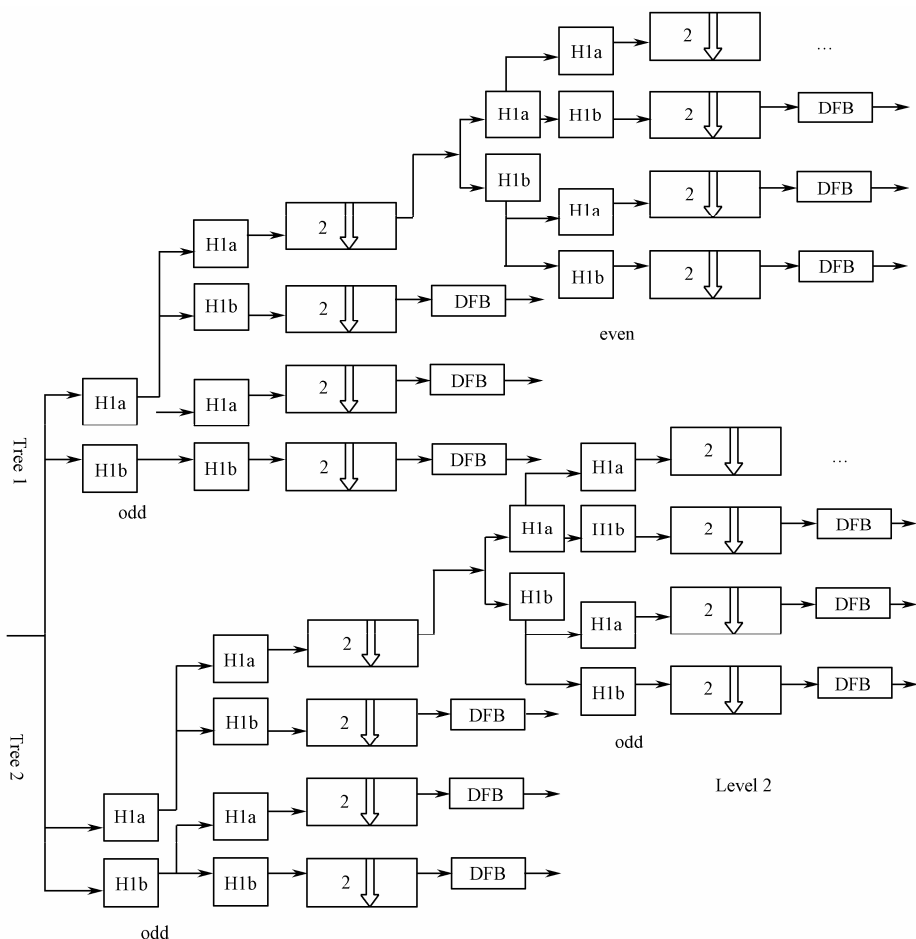 H1a 2 ...
H1a H1b 2 DFB
H1b
H1a 2 DFB
H1a 2
H1b 2 DFB
H1b 2 DFB
even
H1a H1a 2 DFB
Tree 1
H1b H1b 2 DFB
odd
H1a 2 ...
H1a II1b 2 DFB
H1b
H1a 2 DFB
H1a 2
H1b 2 DFB
H1b 2 DFB
odd
Tree 2
Level 2
H1a H1a 2 DFB
H1b H1b 2 DFB
odd